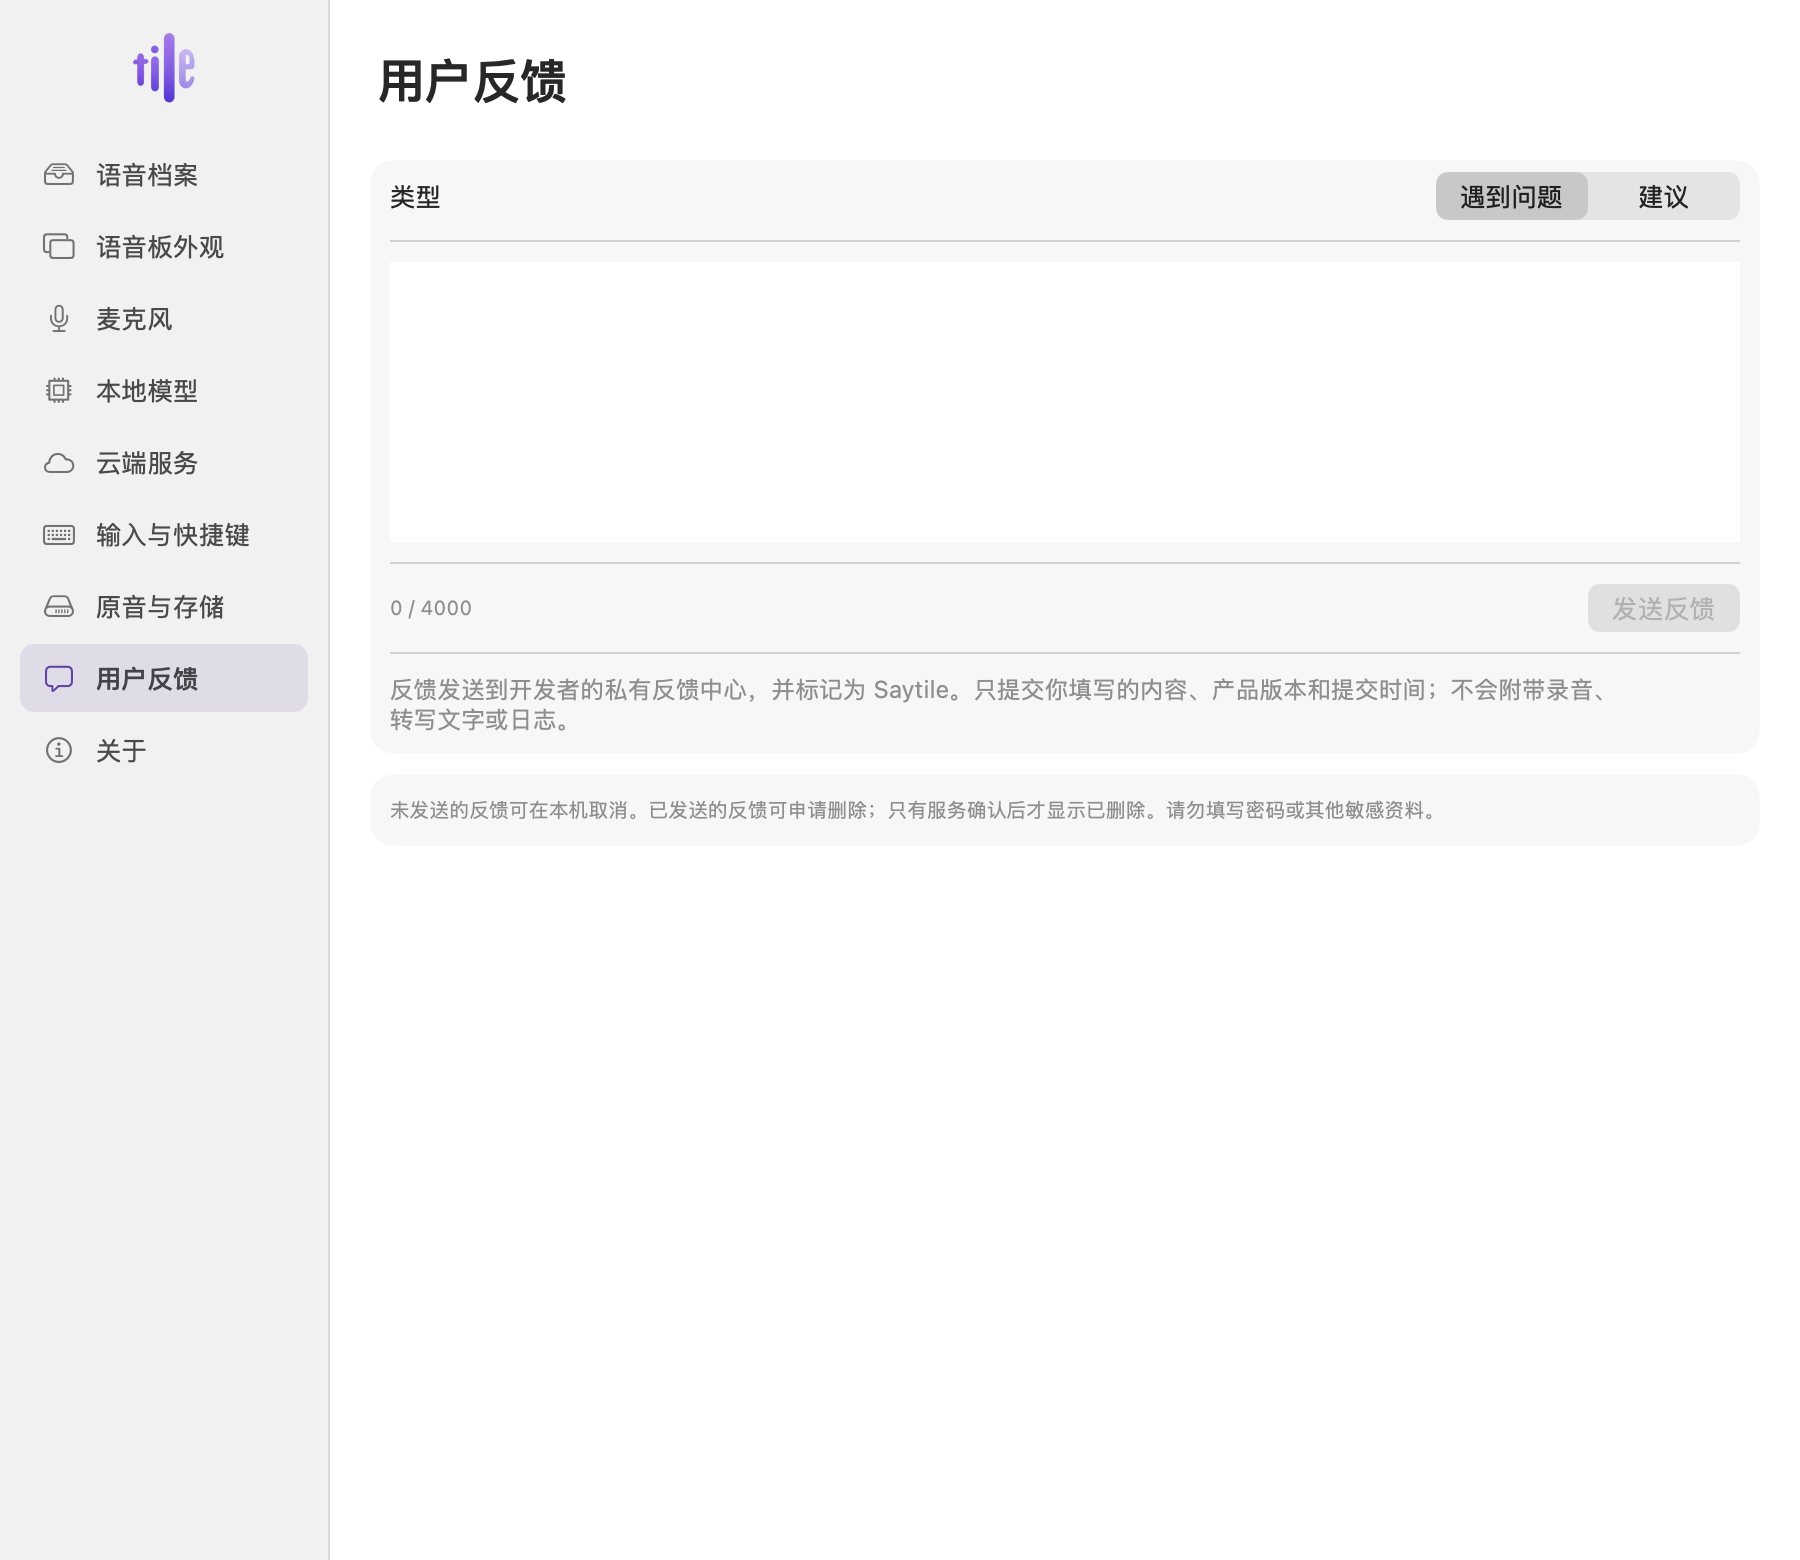 tile
语音档案
语音板外观
麦克风
本地模型
云端服务
输入与快捷键
原音与存储
用户反馈
关于
用户反馈
类型
遇到问题
建议
0 / 4000
发送反馈
反馈发送到开发者的私有反馈中心，并标记为 Saytile。只提交你填写的内容、产品版本和提交时间；不会附带录音、
转写文字或日志。
未发送的反馈可在本机取消。已发送的反馈可申请删除；只有服务确认后才显示已删除。请勿填写密码或其他敏感资料。